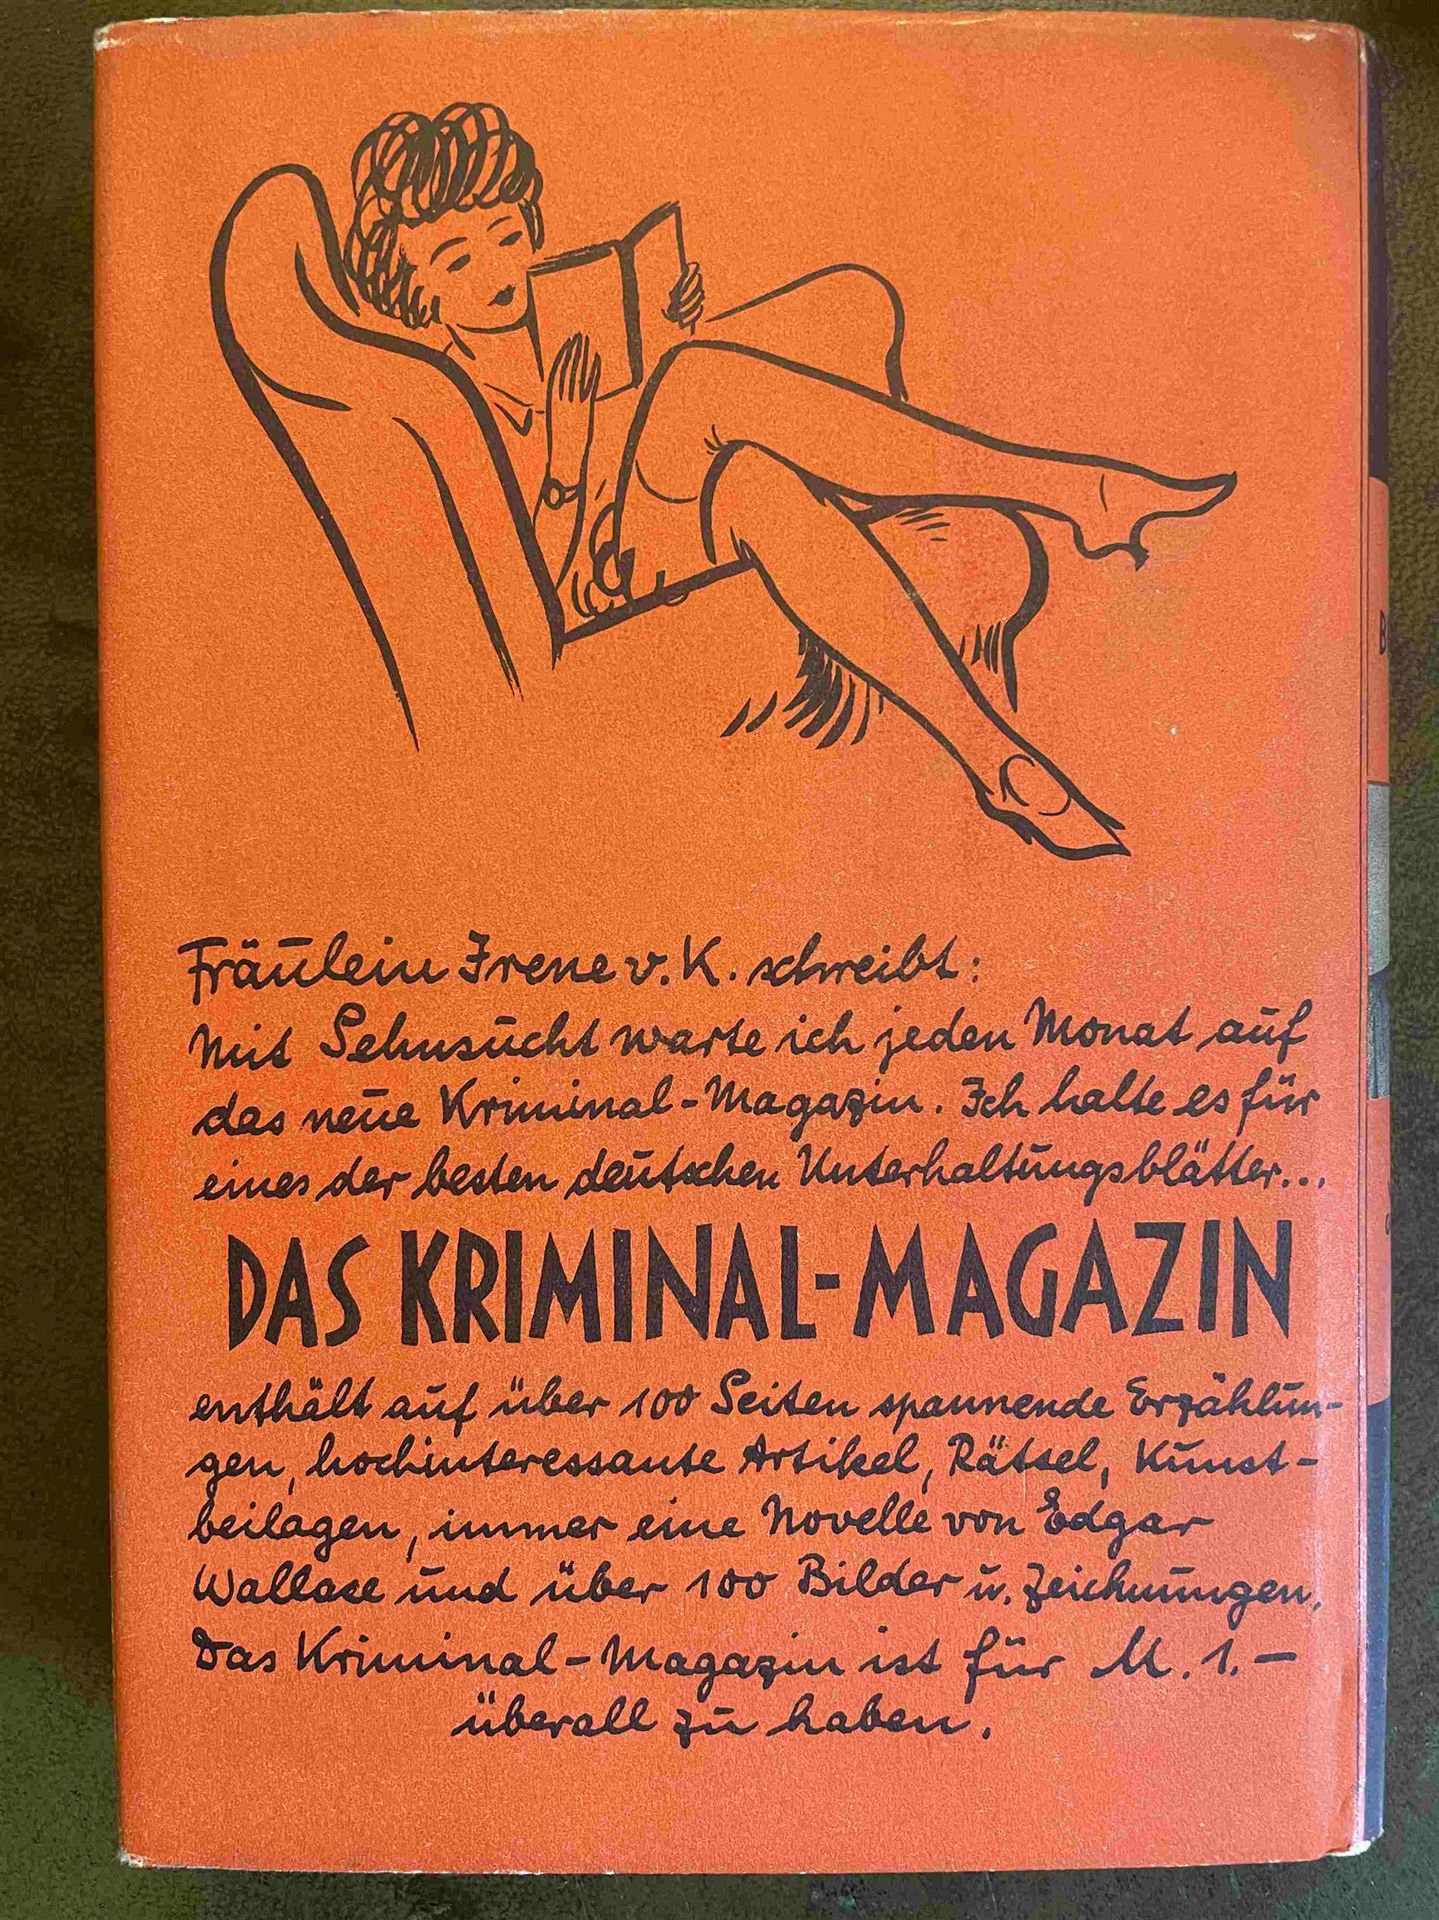 Fräulein Irene v. K. schreibt:
Mit Sehnsucht warte ich jeden Monat auf
das neue Kriminal-Magazin. Ich halte es für
eines der besten deutschen Unterhaltungsblätter...
DAS KRIMINAL-MAGAZIN
enthält auf über 100 Seiten spannende Erzählun-
gen, hochinteressante Artikel, Rätsel, Kunst-
beilagen, immer eine Novelle von Edgar
Wallace und über 100 Bilder u. Zeichnungen.
Das Kriminal-Magazin ist für M. 1.–
überall zu haben.